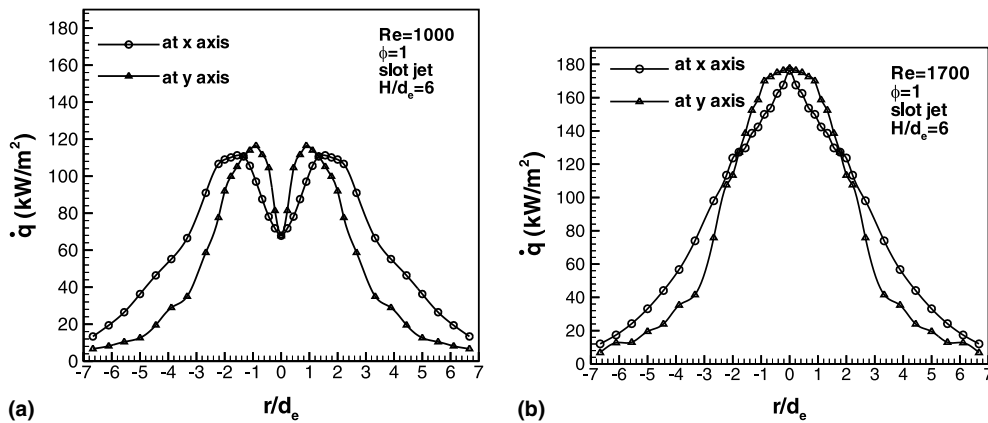 180
160
140
120
100
80
60
40
20
0
q̇ (kW/m²)
at x axis
at y axis
Re=1000
ϕ=1
slot jet
H/dₑ=6
-7 -6 -5 -4 -3 -2 -1 0 1 2 3 4 5 6 7
r/dₑ
(a)
180
160
140
120
100
80
60
40
20
0
q̇ (kW/m²)
at x axis
at y axis
Re=1700
ϕ=1
slot jet
H/dₑ=6
-7 -6 -5 -4 -3 -2 -1 0 1 2 3 4 5 6 7
r/dₑ
(b)